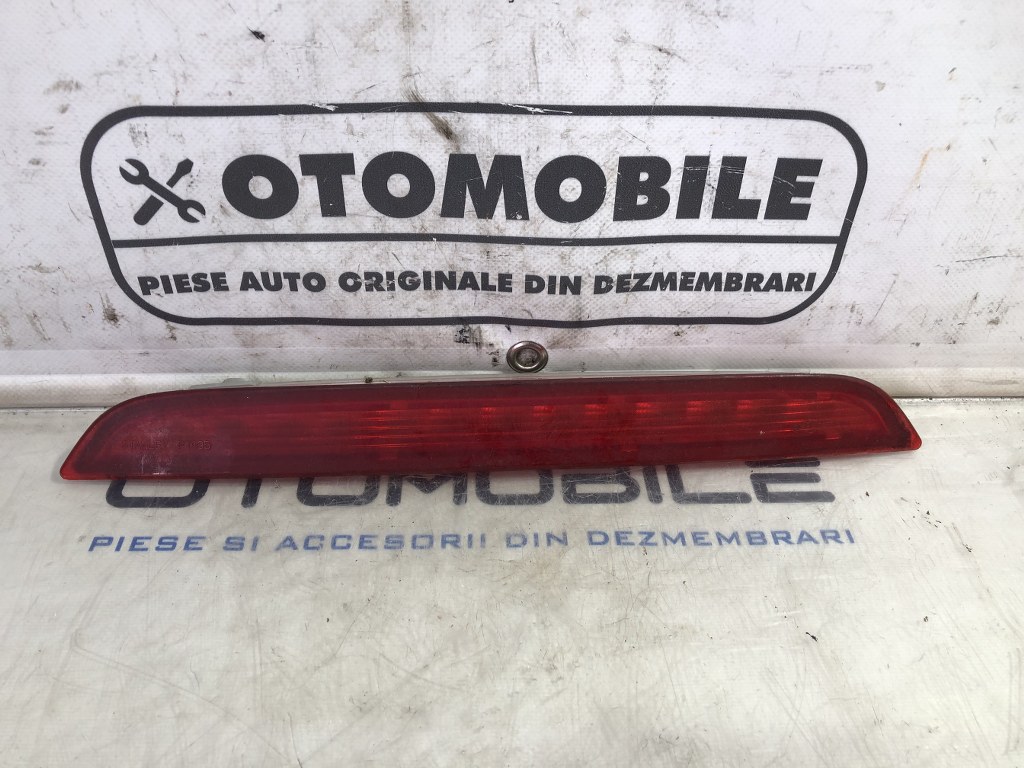 OTOMOBILE
PIESE AUTO ORIGINALE DIN DEZMEMBRARI
OTOMOBILE
PIESE SI ACCESORII DIN DEZMEMBRARI